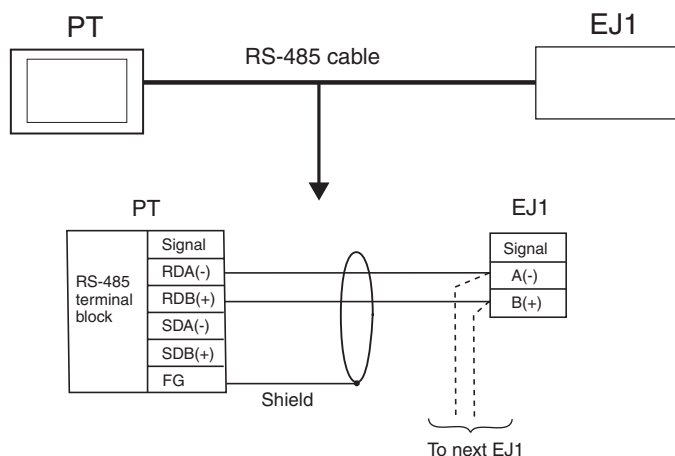 PT
EJ1
RS-485 cable
PT
EJ1
RS-485
terminal
block
Signal
RDA(-)
RDB(+)
SDA(-)
SDB(+)
FG
Signal
A(-)
B(+)
Shield
To next EJ1